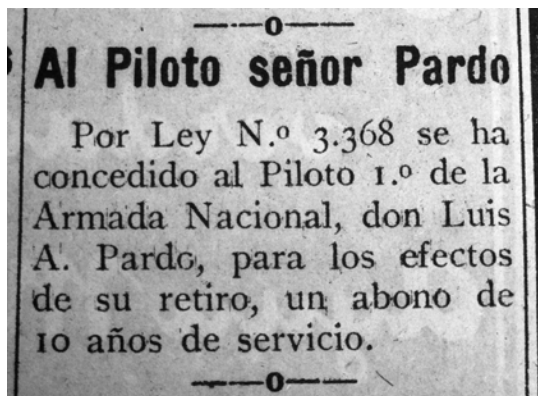 Al Piloto señor Pardo
Por Ley N.º 3.368 se ha
concedido al Piloto 1.º de la
Armada Nacional, don Luis
A. Pardo, para los efectos
de su retiro, un abono de
10 años de servicio.